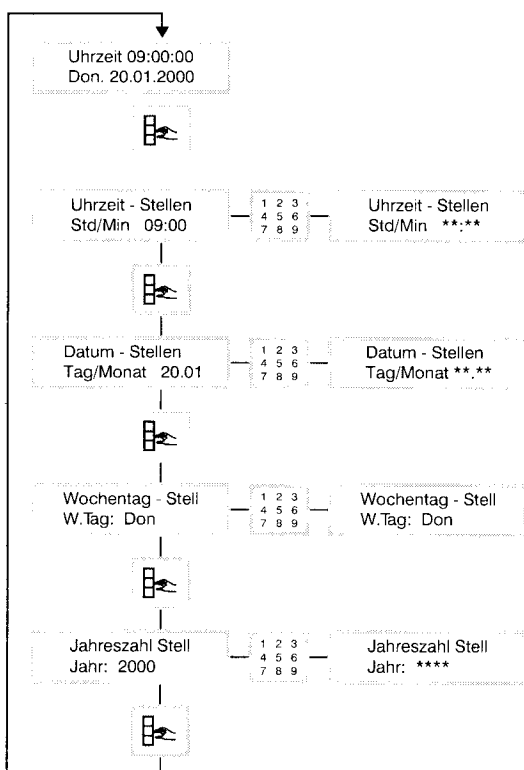 Uhrzeit 09:00:00
Don. 20.01.2000
Uhrzeit - Stellen
Std/Min 09:00
1 2 3
4 5 6
7 8 9
Uhrzeit - Stellen
Std/Min **:**
Datum - Stellen
Tag/Monat 20.01
1 2 3
4 5 6
7 8 9
Datum - Stellen
Tag/Monat **.**
Wochentag - Stell
W.Tag: Don
1 2 3
4 5 6
7 8 9
Wochentag - Stell
W.Tag: Don
Jahreszahl Stell
Jahr: 2000
1 2 3
4 5 6
7 8 9
Jahreszahl Stell
Jahr: ****